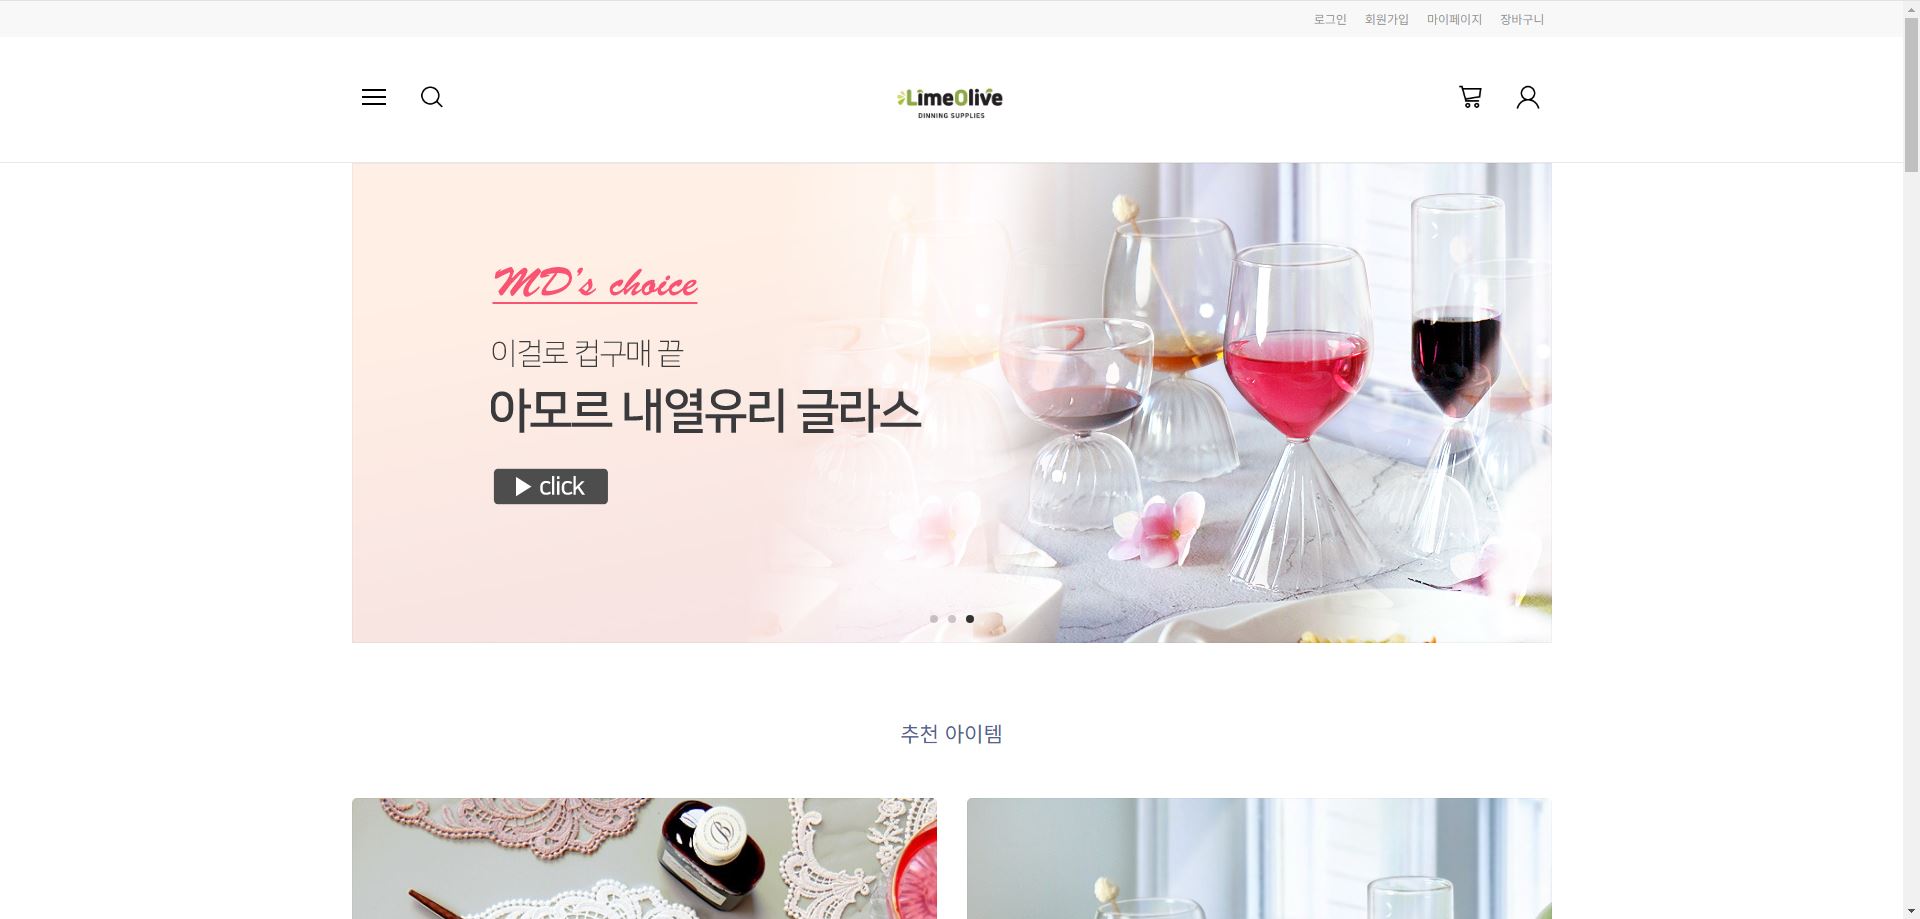 로그인 회원가입 마이페이지 장바구니
LimeOlive
DINNING SUPPLIES
MD's choice
이걸로 컵구매 끝
아모르 내열유리 글라스
click
추천 아이템